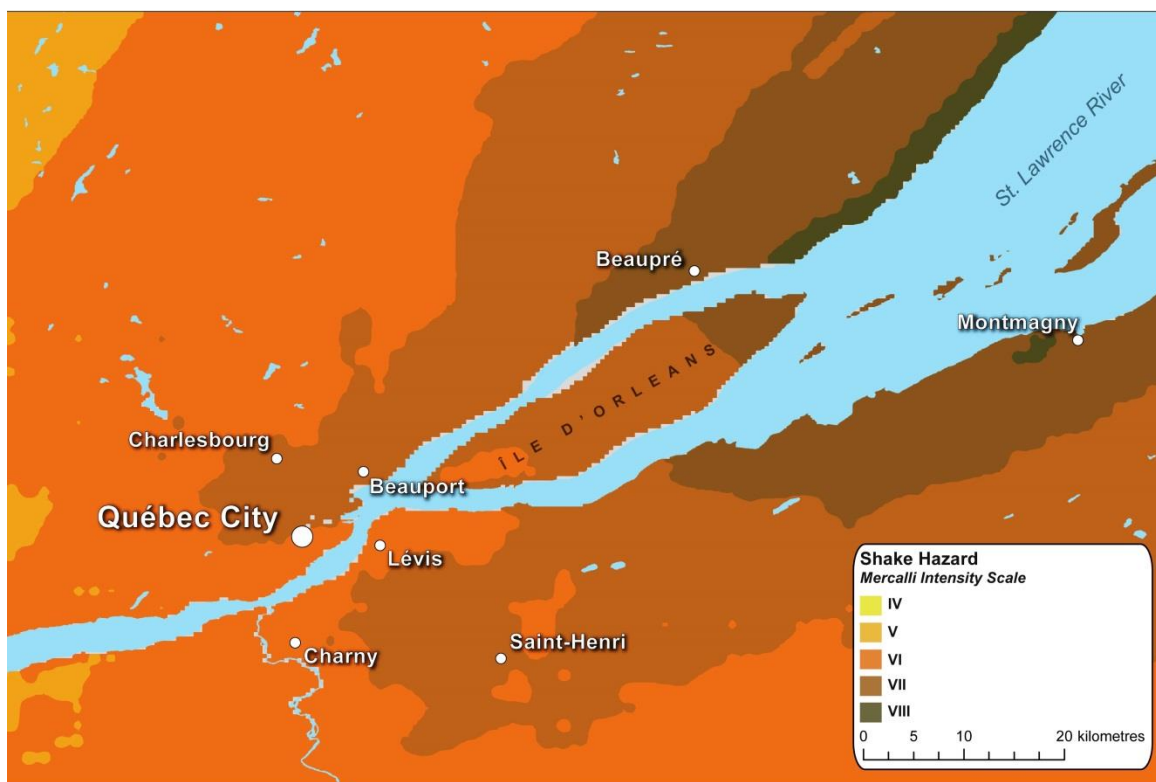 St. Lawrence River
Beaupré
Montmagny
ÎLE D'ORLEANS
Charlesbourg
Beauport
Québec City
Lévis
Saint-Henri
Charny
Shake Hazard
Mercalli Intensity Scale
IV
V
VI
VII
VIII
0 5 10 20 kilometres